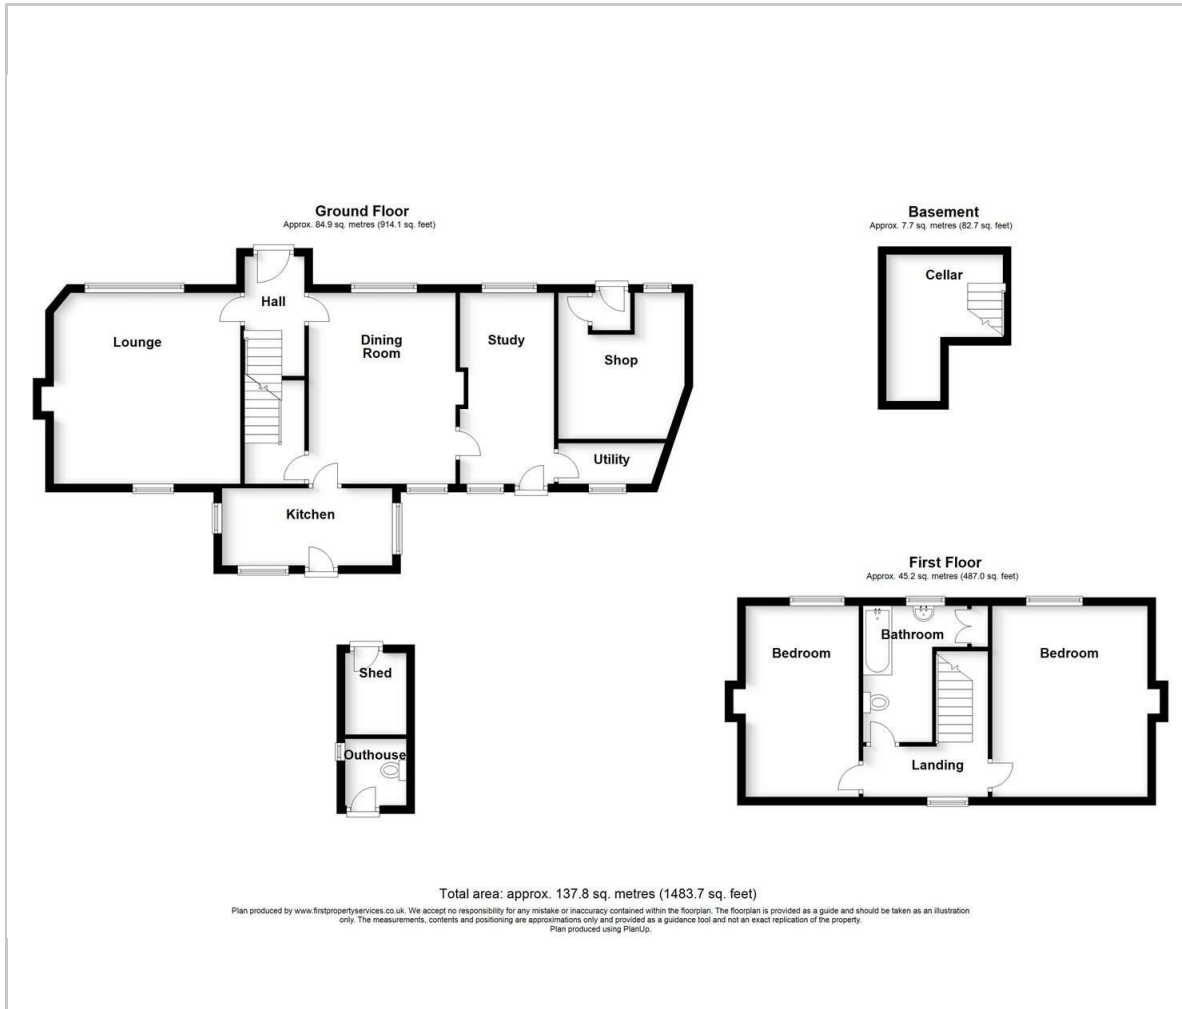 Ground Floor
Approx. 84.9 sq. metres (914.1 sq. feet)
Hall
Lounge
Dining
Room
Study
Shop
Utility
Kitchen
Basement
Approx. 7.7 sq. metres (82.7 sq. feet)
Cellar
Shed
Outhouse
First Floor
Approx. 45.2 sq. metres (487.0 sq. feet)
Bedroom
Bathroom
Bedroom
Landing
Total area: approx. 137.8 sq. metres (1483.7 sq. feet)
Plan produced by www.firstpropertyservices.co.uk. We accept no responsibility for any mistake or inaccuracy contained within the floorplan. The floorplan is provided as a guide and should be taken as an illustration
only. The measurements, contents and positioning are approximations only and provided as a guidance tool and not an exact replication of the property.
Plan produced using PlanUp.